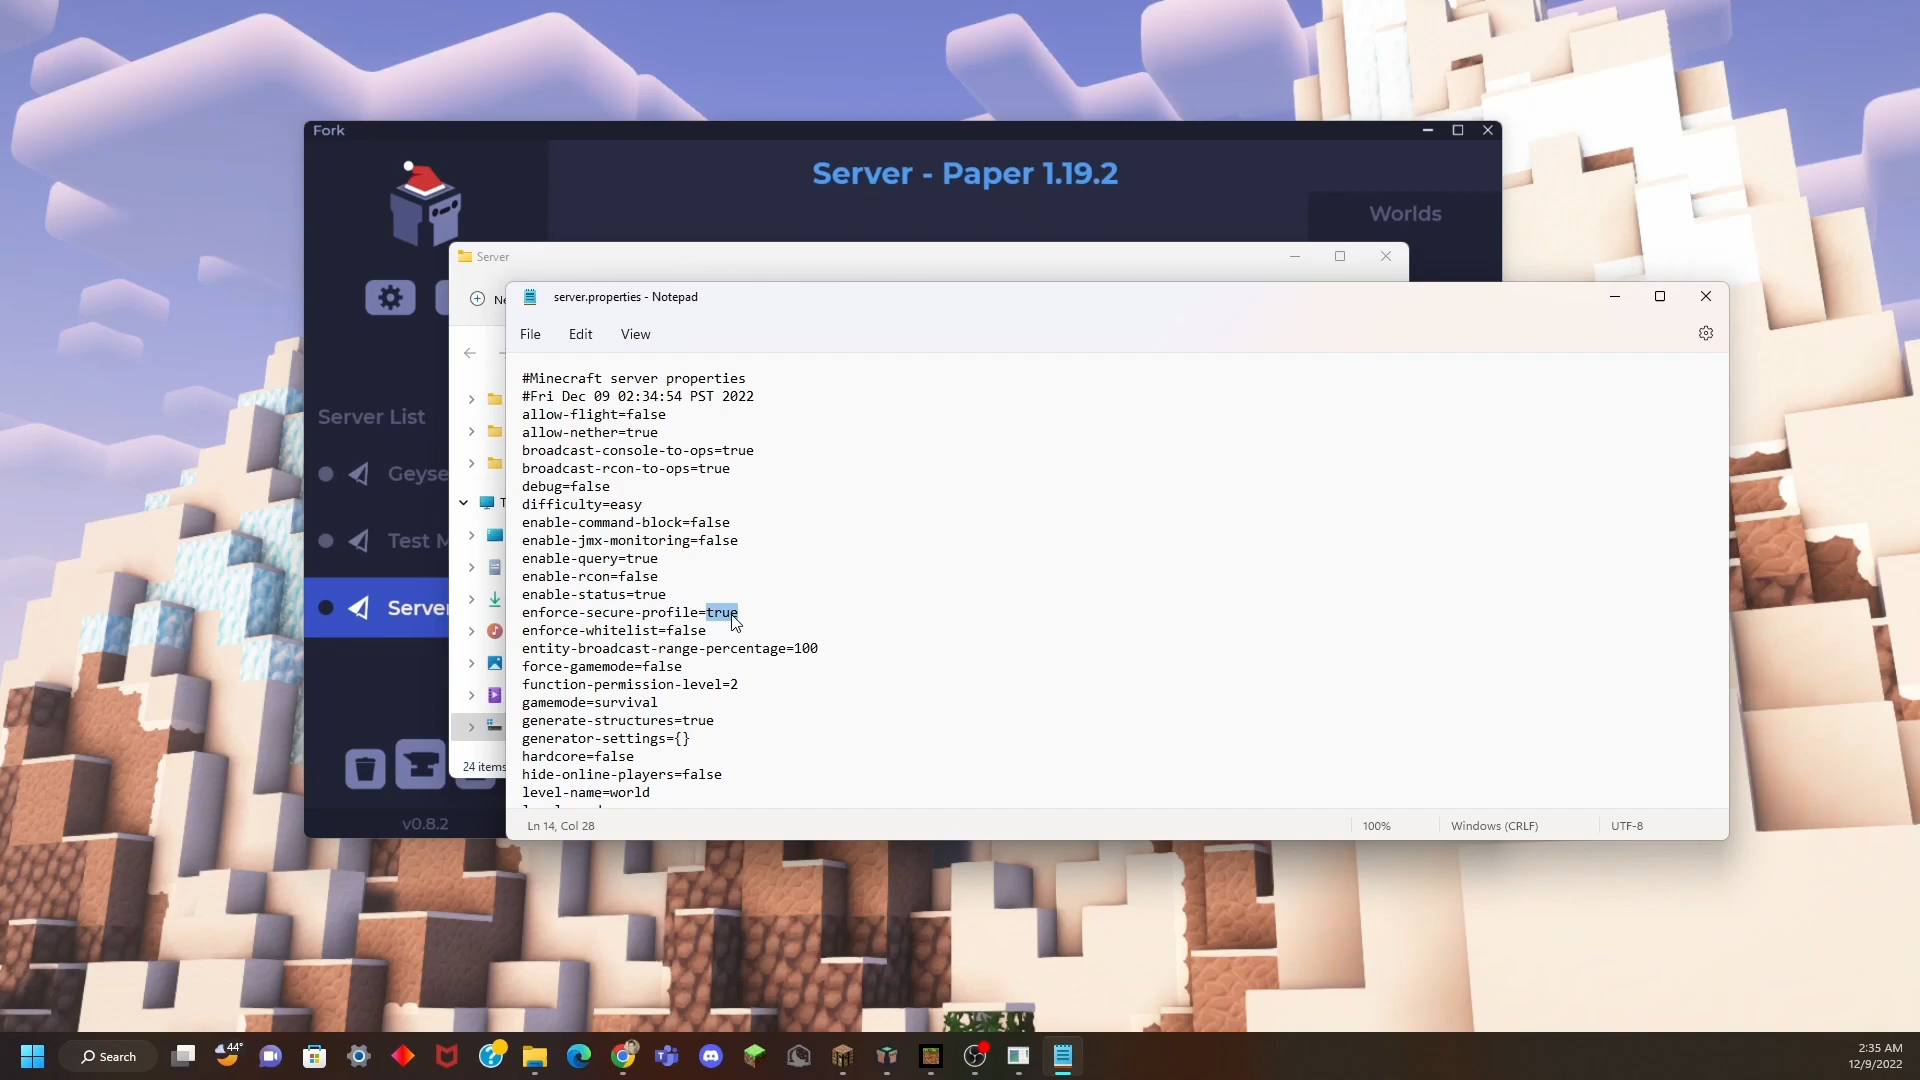 Fork
Server - Paper 1.19.2
Worlds
Server
server.properties - Notepad
File Edit View
Server List
Geyse
Test M
Server
24 items
v0.8.2
#Minecraft server properties
#Fri Dec 09 02:34:54 PST 2022
allow-flight=false
allow-nether=true
broadcast-console-to-ops=true
broadcast-rcon-to-ops=true
debug=false
difficulty=easy
enable-command-block=false
enable-jmx-monitoring=false
enable-query=true
enable-rcon=false
enable-status=true
enforce-secure-profile=true
enforce-whitelist=false
entity-broadcast-range-percentage=100
force-gamemode=false
function-permission-level=2
gamemode=survival
generate-structures=true
generator-settings={}
hardcore=false
hide-online-players=false
level-name=world
Ln 14, Col 28
100%
Windows (CRLF)
UTF-8
Search
44°
2:35 AM
12/9/2022